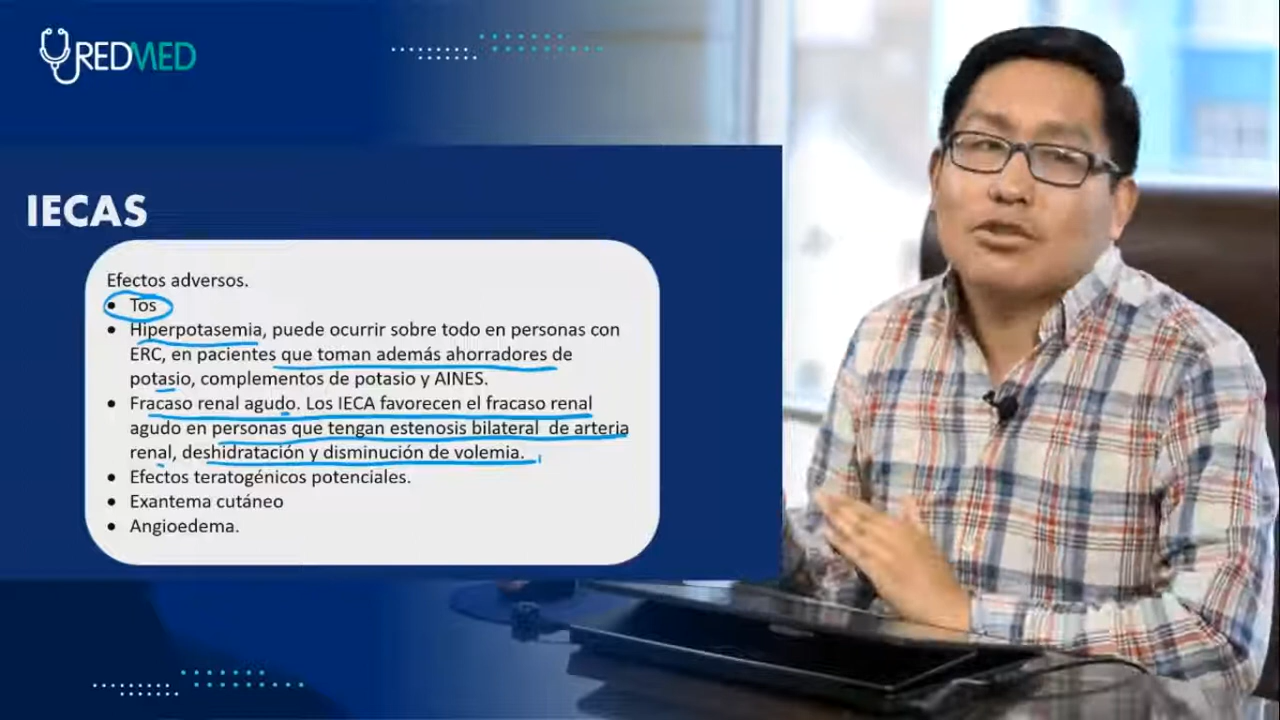 REDMED
IECAS
Efectos adversos.
• Tos
• Hiperpotasemia, puede ocurrir sobre todo en personas con
ERC, en pacientes que toman además ahorradores de
potasio, complementos de potasio y AINES.
• Fracaso renal agudo. Los IECA favorecen el fracaso renal
agudo en personas que tengan estenosis bilateral de arteria
renal, deshidratación y disminución de volemia.
• Efectos teratogénicos potenciales.
• Exantema cutáneo
• Angioedema.